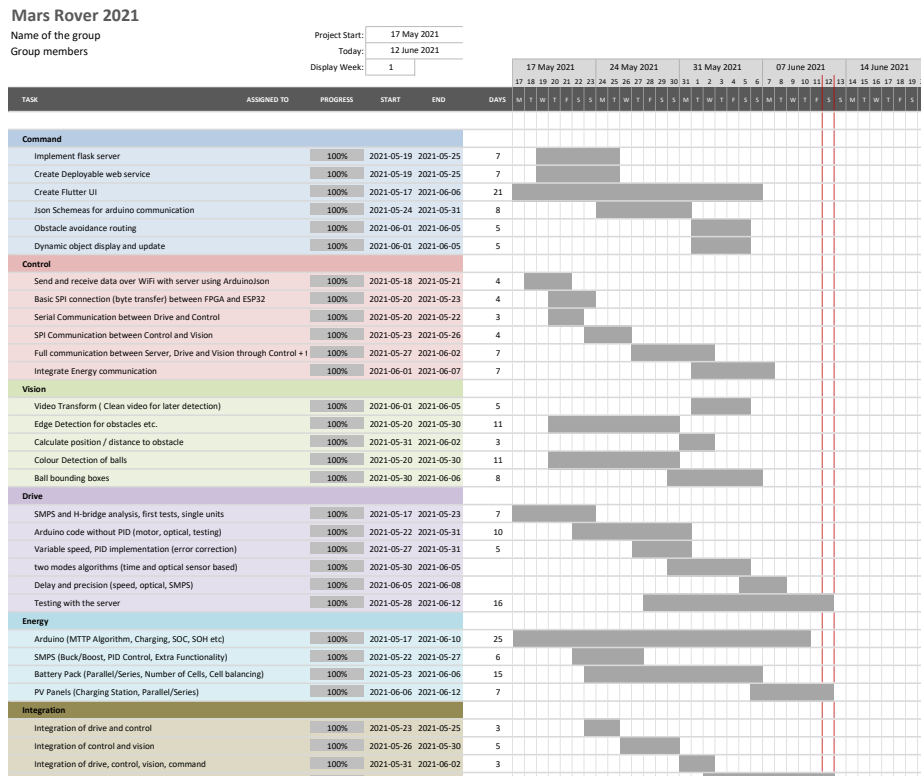 Mars Rover 2021
Name of the group Project Start: 17 May 2021
Group members Today: 12 June 2021
Display Week: 1
17 May 2021 24 May 2021 31 May 2021 07 June 2021 14 June 2021
17 18 19 20 21 22 23 24 25 26 27 28 29 30 31 1 2 3 4 5 6 7 8 9 10 11 12 13 14 15 16 17 18 19
TASK ASSIGNED TO PROGRESS START END DAYS M T W T F S S M T W T F S S M T W T F S S M T W T F S S M T W T F S
Command
Implement flask server 100% 2021-05-19 2021-05-25 7
Create Deployable web service 100% 2021-05-19 2021-05-25 7
Create Flutter UI 100% 2021-05-17 2021-06-06 21
Json Schemeas for arduino communication 100% 2021-05-24 2021-05-31 8
Obstacle avoidance routing 100% 2021-06-01 2021-06-05 5
Dynamic object display and update 100% 2021-06-01 2021-06-05 5
Control
Send and receive data over WiFi with server using ArduinoJson 100% 2021-05-18 2021-05-21 4
Basic SPI connection (byte transfer) between FPGA and ESP32 100% 2021-05-20 2021-05-23 4
Serial Communication between Drive and Control 100% 2021-05-20 2021-05-22 3
SPI Communication between Control and Vision 100% 2021-05-23 2021-05-26 4
Full communication between Server, Drive and Vision through Control + 100% 2021-05-27 2021-06-02 7
Integrate Energy communication 100% 2021-06-01 2021-06-07 7
Vision
Video Transform ( Clean video for later detection) 100% 2021-06-01 2021-06-05 5
Edge Detection for obstacles etc. 100% 2021-05-20 2021-05-30 11
Calculate position / distance to obstacle 100% 2021-05-31 2021-06-02 3
Colour Detection of balls 100% 2021-05-20 2021-05-30 11
Ball bounding boxes 100% 2021-05-30 2021-06-06 8
Drive
SMPS and H-bridge analysis, first tests, single units 100% 2021-05-17 2021-05-23 7
Arduino code without PID (motor, optical, testing) 100% 2021-05-22 2021-05-31 10
Variable speed, PID implementation (error correction) 100% 2021-05-27 2021-05-31 5
two modes algorithms (time and optical sensor based) 100% 2021-05-30 2021-06-05
Delay and precision (speed, optical, SMPS) 100% 2021-06-05 2021-06-08
Testing with the server 100% 2021-05-28 2021-06-12 16
Energy
Arduino (MTTP Algorithm, Charging, SOC, SOH etc) 100% 2021-05-17 2021-06-10 25
SMPS (Buck/Boost, PID Control, Extra Functionality) 100% 2021-05-22 2021-05-27 6
Battery Pack (Parallel/Series, Number of Cells, Cell balancing) 100% 2021-05-23 2021-06-06 15
PV Panels (Charging Station, Parallel/Series) 100% 2021-06-06 2021-06-12 7
Integration
Integration of drive and control 100% 2021-05-23 2021-05-25 3
Integration of control and vision 100% 2021-05-26 2021-05-30 5
Integration of drive, control, vision, command 100% 2021-05-31 2021-06-02 3